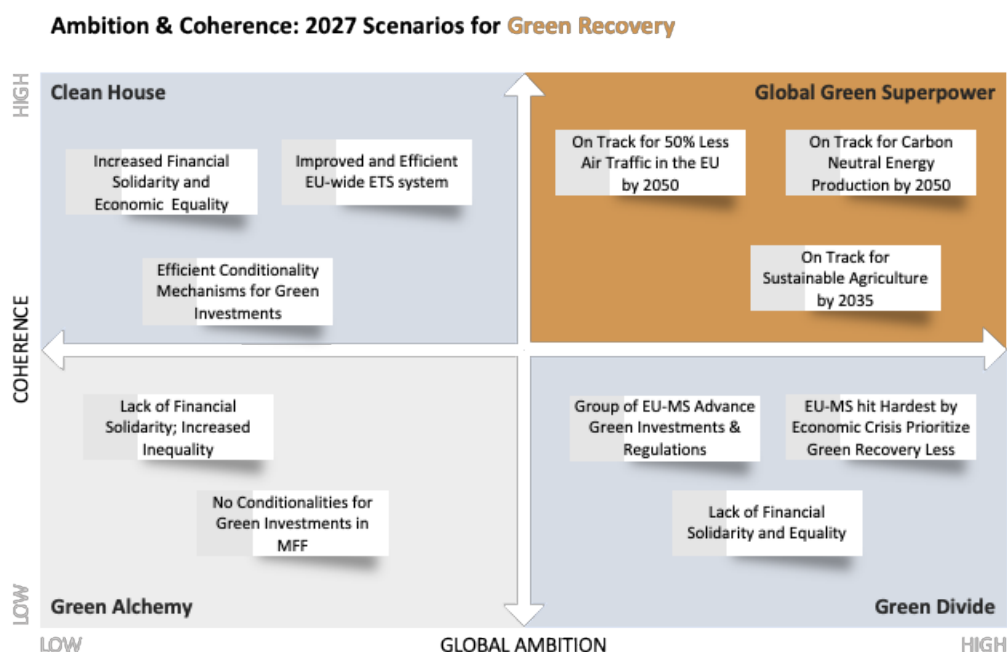 Ambition & Coherence: 2027 Scenarios for Green Recovery
HIGH
Clean House
Global Green Superpower
Increased Financial
Solidarity and
Economic Equality
Improved and Efficient
EU-wide ETS system
On Track for 50% Less
Air Traffic in the EU
by 2050
On Track for Carbon
Neutral Energy
Production by 2050
Efficient Conditionality
Mechanisms for Green
Investments
On Track for
Sustainable Agriculture
by 2035
COHERENCE
Lack of Financial
Solidarity; Increased
Inequality
Group of EU-MS Advance
Green Investments &
Regulations
EU-MS hit Hardest by
Economic Crisis Prioritize
Green Recovery Less
No Conditionalities for
Green Investments in
MFF
Lack of Financial
Solidarity and Equality
LOW
Green Alchemy
Green Divide
LOW
GLOBAL AMBITION
HIGH